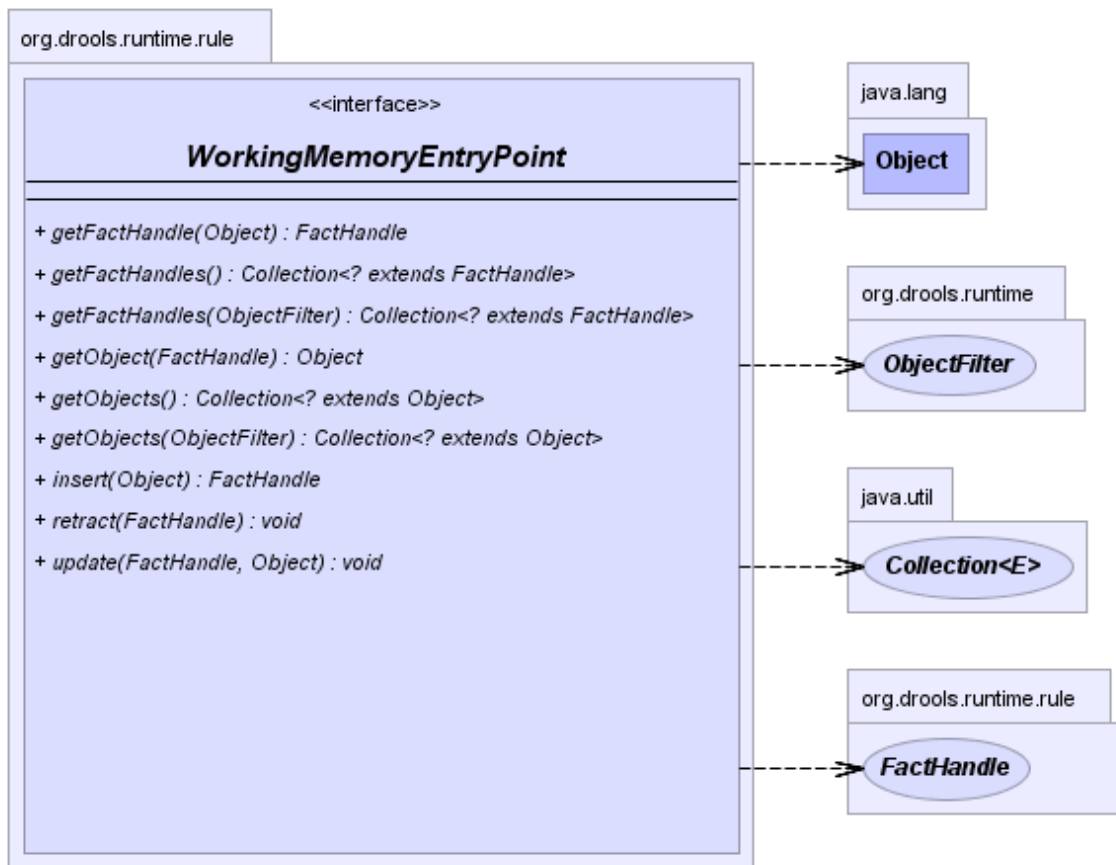 org.drools.runtime.rule
<<interface>>
WorkingMemoryEntryPoint
+ getFactHandle(Object) : FactHandle
+ getFactHandles() : Collection<? extends FactHandle>
+ getFactHandles(ObjectFilter) : Collection<? extends FactHandle>
+ getObject(FactHandle) : Object
+ getObjects() : Collection<? extends Object>
+ getObjects(ObjectFilter) : Collection<? extends Object>
+ insert(Object) : FactHandle
+ retract(FactHandle) : void
+ update(FactHandle, Object) : void
java.lang
Object
org.drools.runtime
ObjectFilter
java.util
Collection<E>
org.drools.runtime.rule
FactHandle